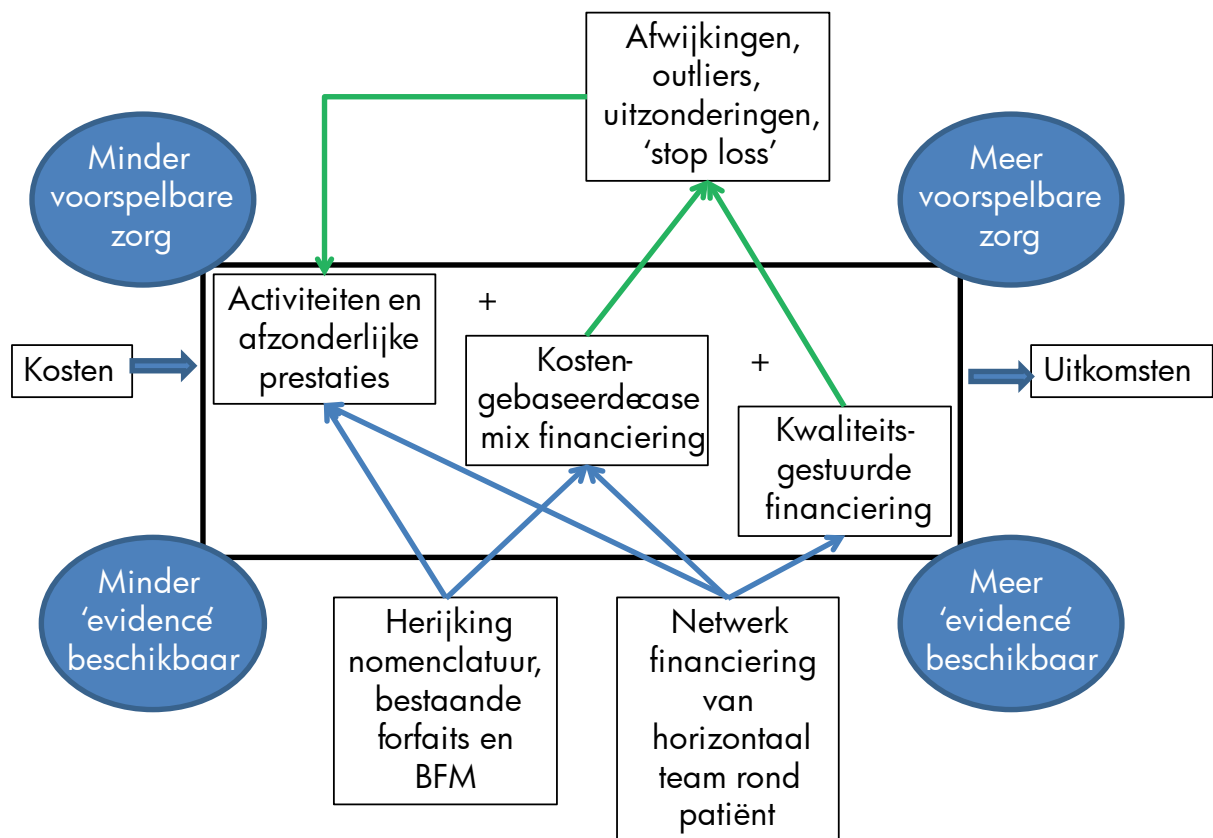 Afwijkingen,
outliers,
uitzonderingen,
‘stop loss’
Minder
voorspelbare
zorg
Meer
voorspelbare
zorg
Activiteiten en
afzonderlijke
prestaties
+
Kosten-
gebaseerdecase
mix financiering
+
Kwaliteits-
gestuurde
financiering
Kosten
Uitkomsten
Minder
‘evidence’
beschikbaar
Meer
‘evidence’
beschikbaar
Herijking
nomenclatuur,
bestaande
forfaits en
BFM
Netwerk
financiering
van
horizontaal
team rond
patiënt